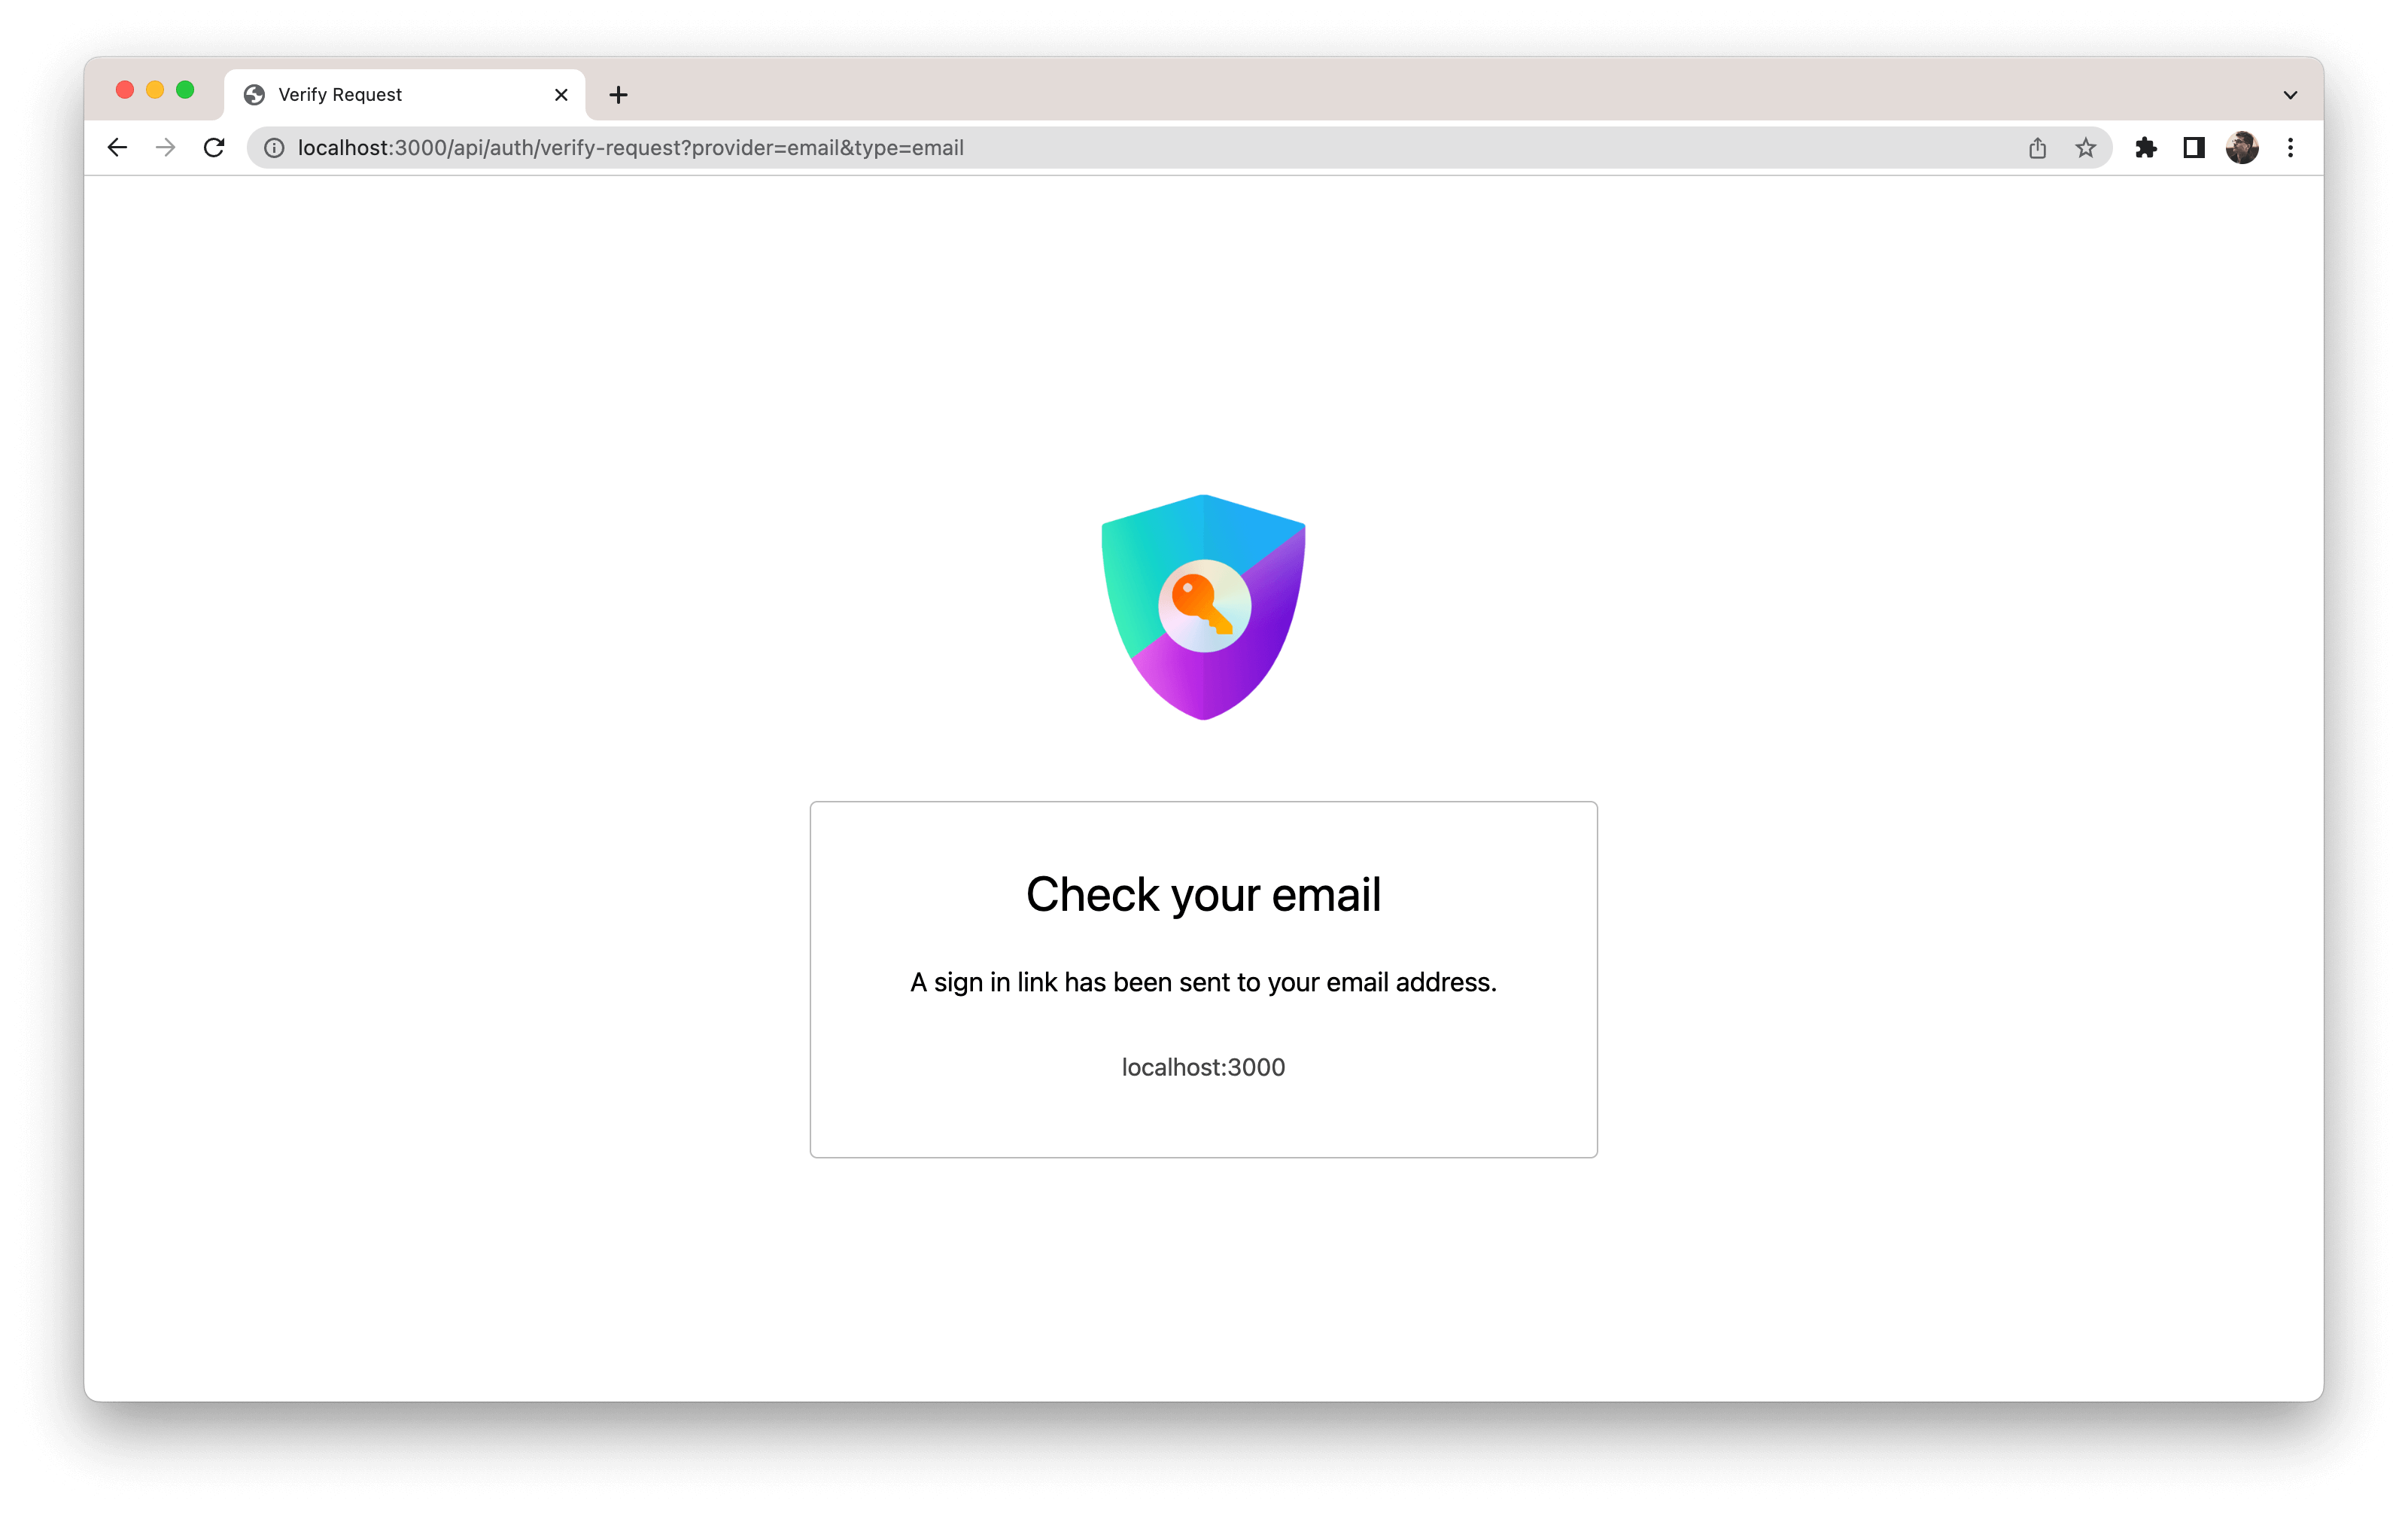 Verify Request
localhost:3000/api/auth/verify-request?provider=email&type=email
Check your email
A sign in link has been sent to your email address.
localhost:3000